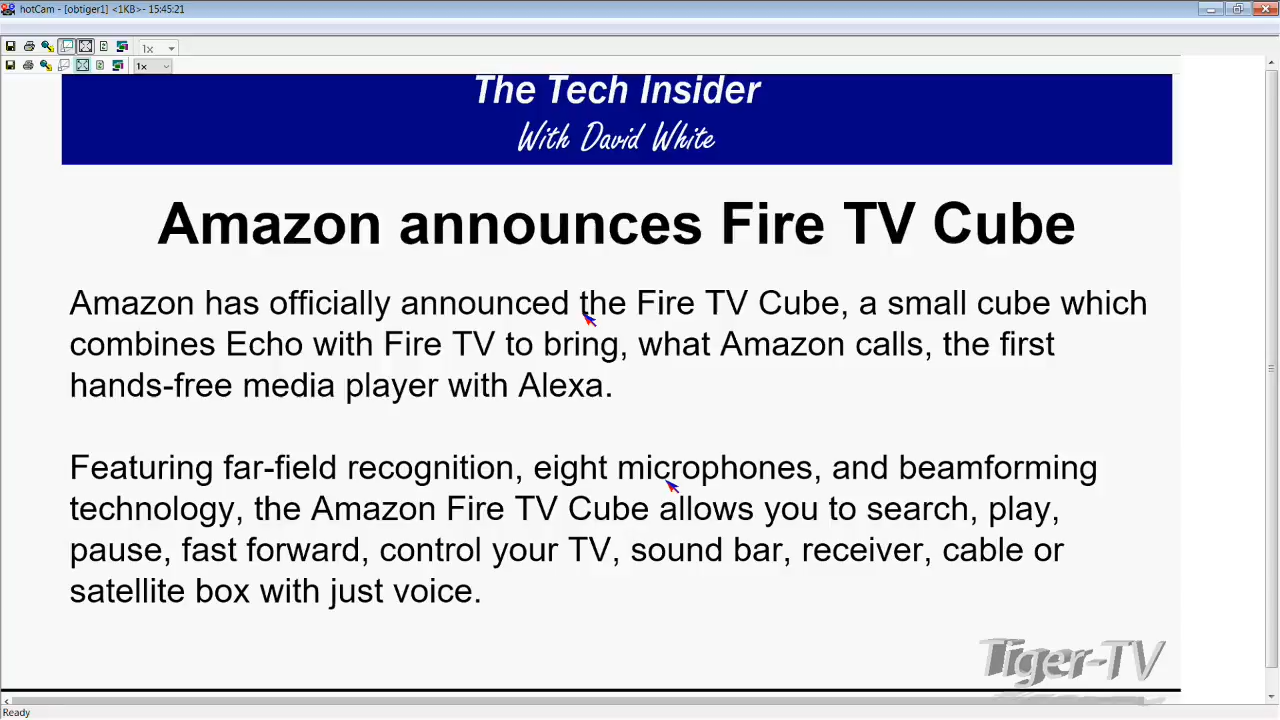 hotCam - [obtiger1] <1KB>- 15:45:21
1x
1x
The Tech Insider
With David White
Amazon announces Fire TV Cube
Amazon has officially announced the Fire TV Cube, a small cube which
combines Echo with Fire TV to bring, what Amazon calls, the first
hands-free media player with Alexa.
Featuring far-field recognition, eight microphones, and beamforming
technology, the Amazon Fire TV Cube allows you to search, play,
pause, fast forward, control your TV, sound bar, receiver, cable or
satellite box with just voice.
Tiger-TV
Ready